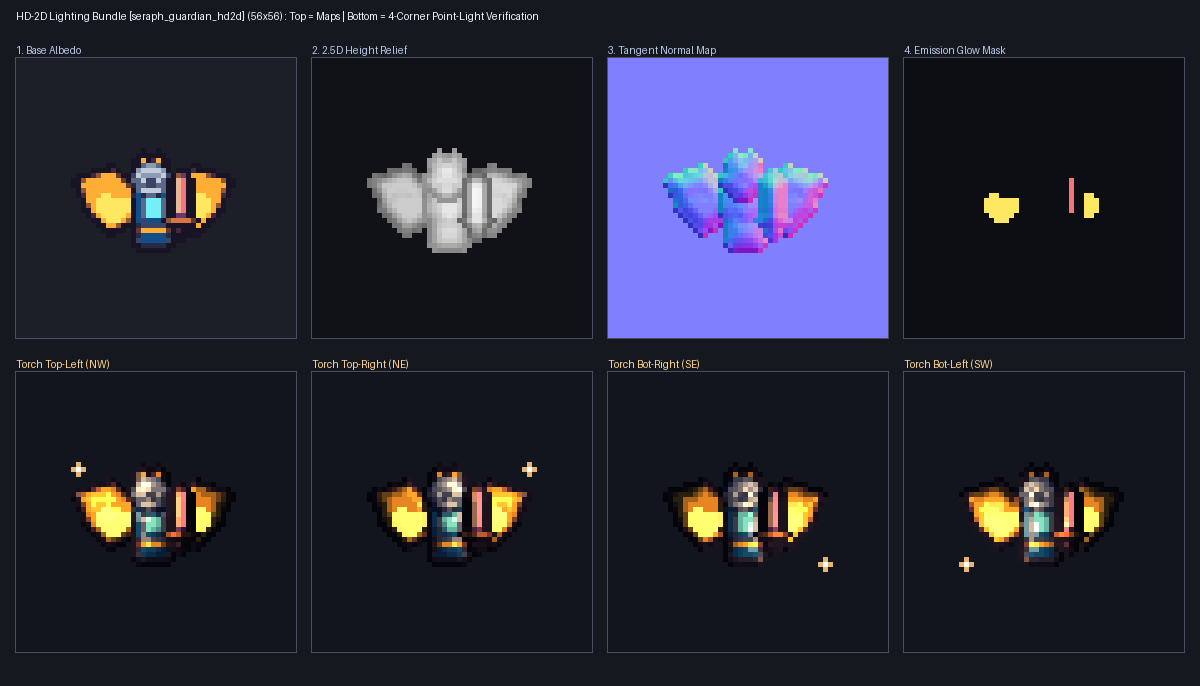 HD-2D Lighting Bundle [seraph_guardian_hd2d] (56x56) : Top = Maps | Bottom = 4-Corner Point-Light Verification
1. Base Albedo
2. 2.5D Height Relief
3. Tangent Normal Map
4. Emission Glow Mask
Torch Top-Left (NW)
Torch Top-Right (NE)
Torch Bot-Right (SE)
Torch Bot-Left (SW)